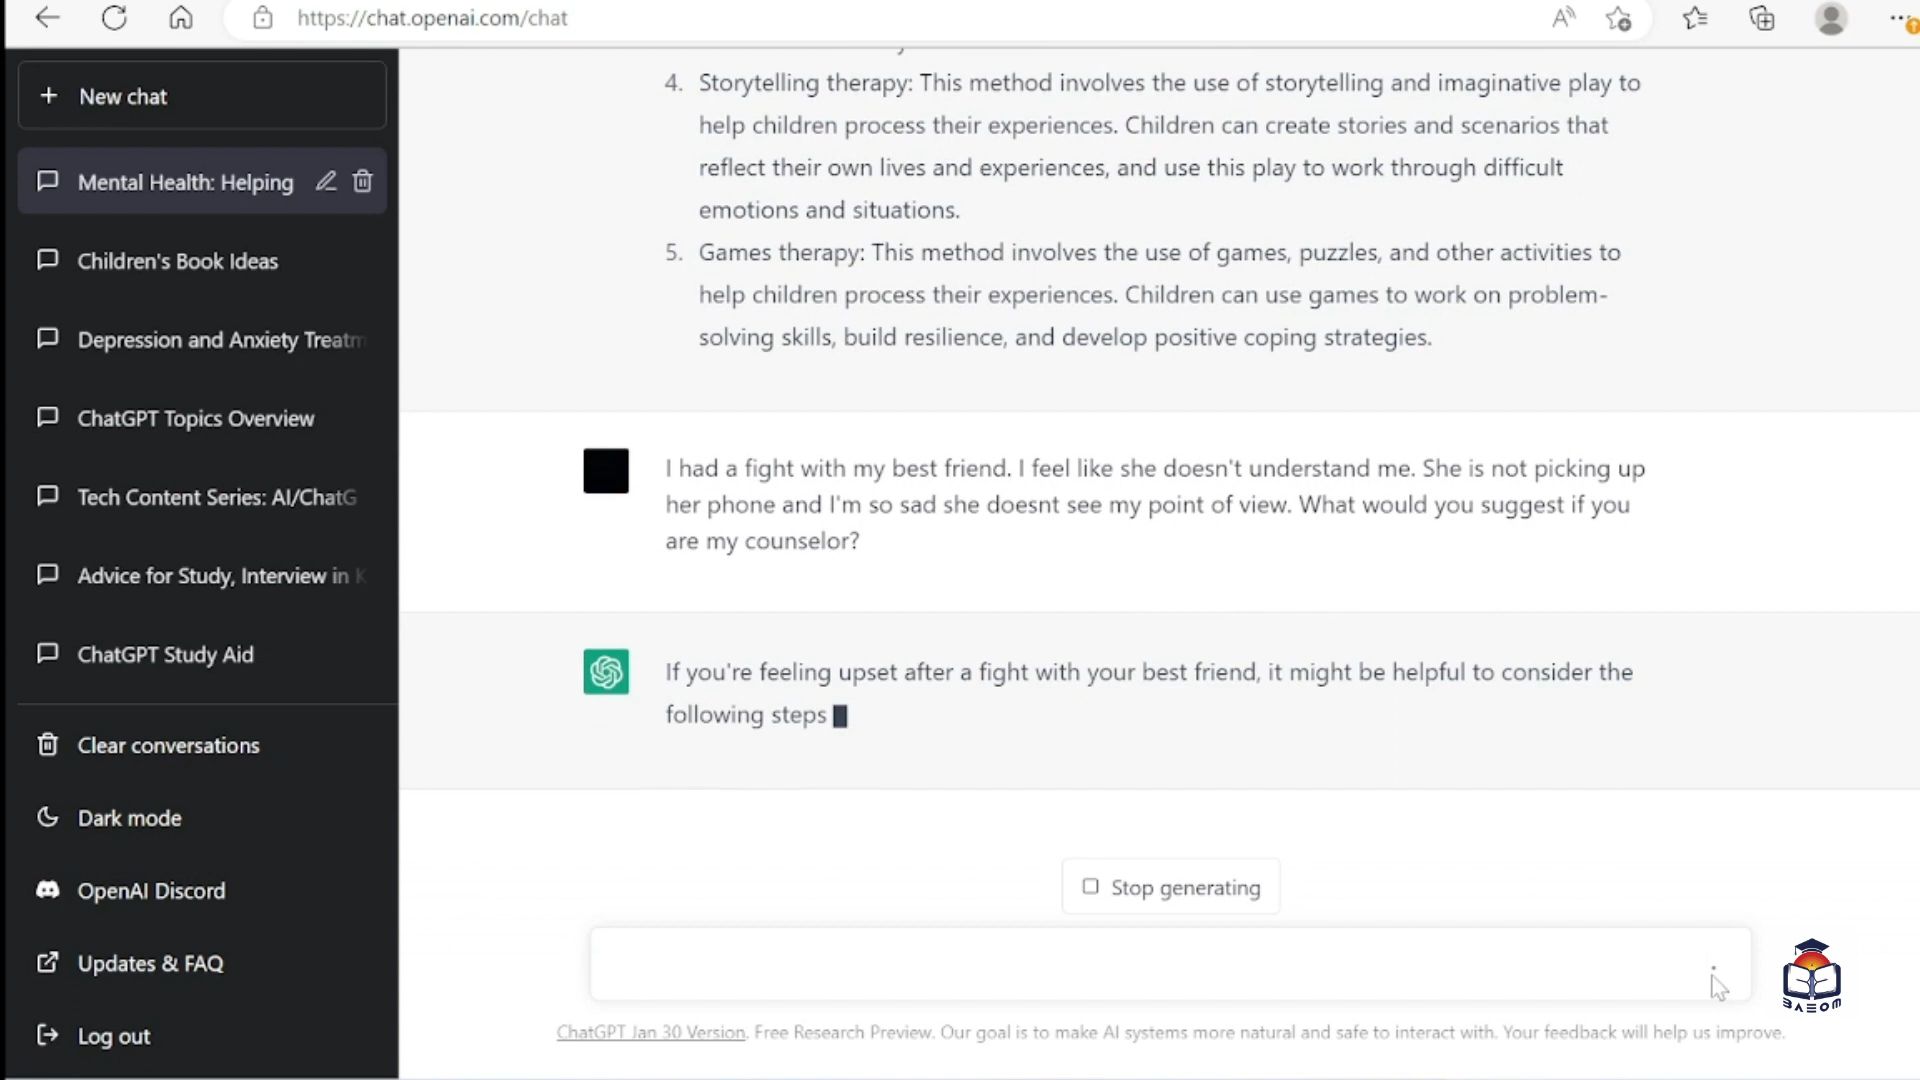 https://chat.openai.com/chat
New chat
Mental Health: Helping
Children's Book Ideas
Depression and Anxiety Treatm
ChatGPT Topics Overview
Tech Content Series: AI/ChatG
Advice for Study, Interview in K
ChatGPT Study Aid
Clear conversations
Dark mode
OpenAI Discord
Updates & FAQ
Log out
4. Storytelling therapy: This method involves the use of storytelling and imaginative play to
help children process their experiences. Children can create stories and scenarios that
reflect their own lives and experiences, and use this play to work through difficult
emotions and situations.
5. Games therapy: This method involves the use of games, puzzles, and other activities to
help children process their experiences. Children can use games to work on problem-
solving skills, build resilience, and develop positive coping strategies.
I had a fight with my best friend. I feel like she doesn't understand me. She is not picking up
her phone and I'm so sad she doesnt see my point of view. What would you suggest if you
are my counselor?
If you're feeling upset after a fight with your best friend, it might be helpful to consider the
following steps
Stop generating
ChatGPT Jan 30 Version. Free Research Preview. Our goal is to make AI systems more natural and safe to interact with. Your feedback will help us improve.